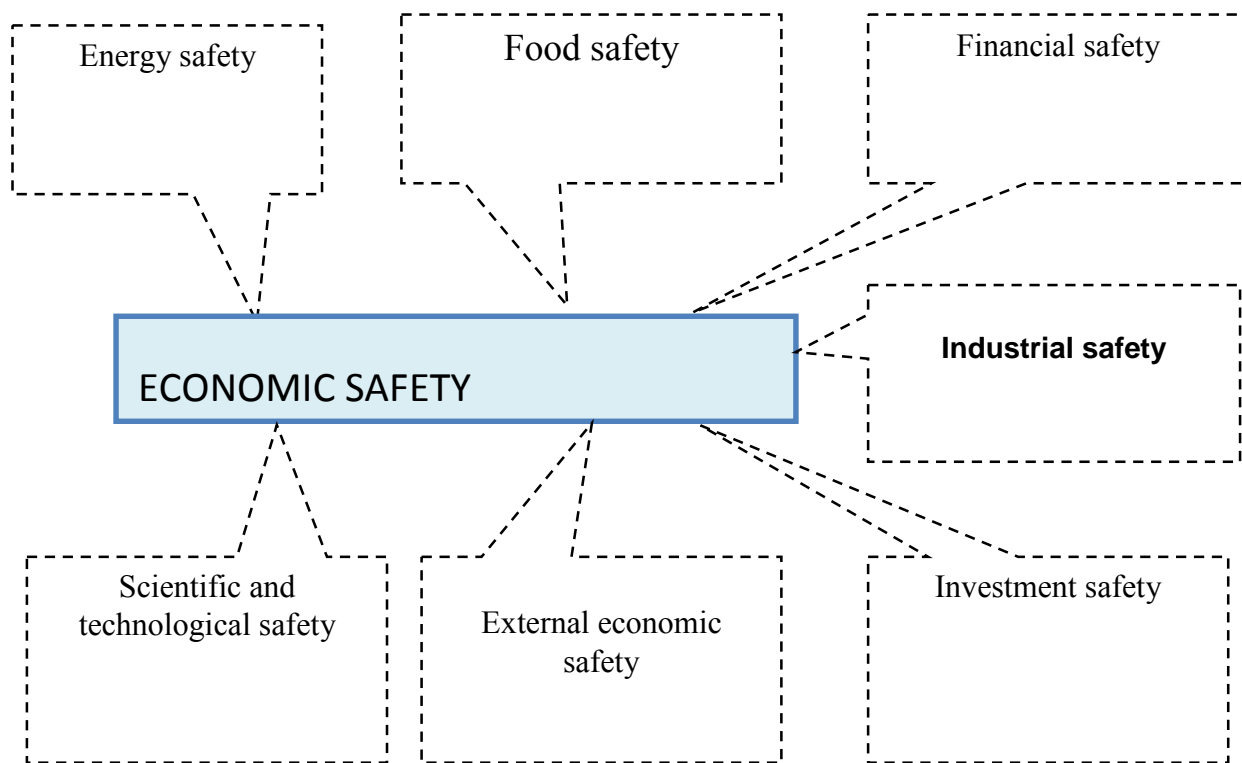 Energy safety
Food safety
Financial safety
Industrial safety
ECONOMIC SAFETY
Scientific and
technological safety
External economic
safety
Investment safety